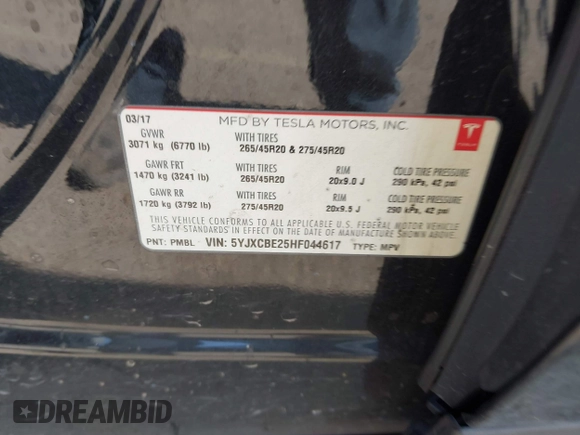 03/17 MFD BY TESLA MOTORS, INC.
GVWR WITH TIRES
3071 kg (6770 lb) 265/45R20 & 275/45R20
GAWR FRT WITH TIRES RIM COLD TIRE PRESSURE
1470 kg (3241 lb) 265/45R20 20x9.0 J 290 kPa, 42 psi
GAWR RR WITH TIRES RIM COLD TIRE PRESSURE
1720 kg (3792 lb) 275/45R20 20x9.5 J 290 kPa, 42 psi
THIS VEHICLE CONFORMS TO ALL APPLICABLE U.S. FEDERAL MOTOR VEHICLE
SAFETY STANDARDS IN EFFECT ON THE DATE OF MANUFACTURE SHOWN ABOVE.
PNT: PMBL VIN: 5YJXCBE25HF044617 TYPE: MPV
TESLA
DREAMBID